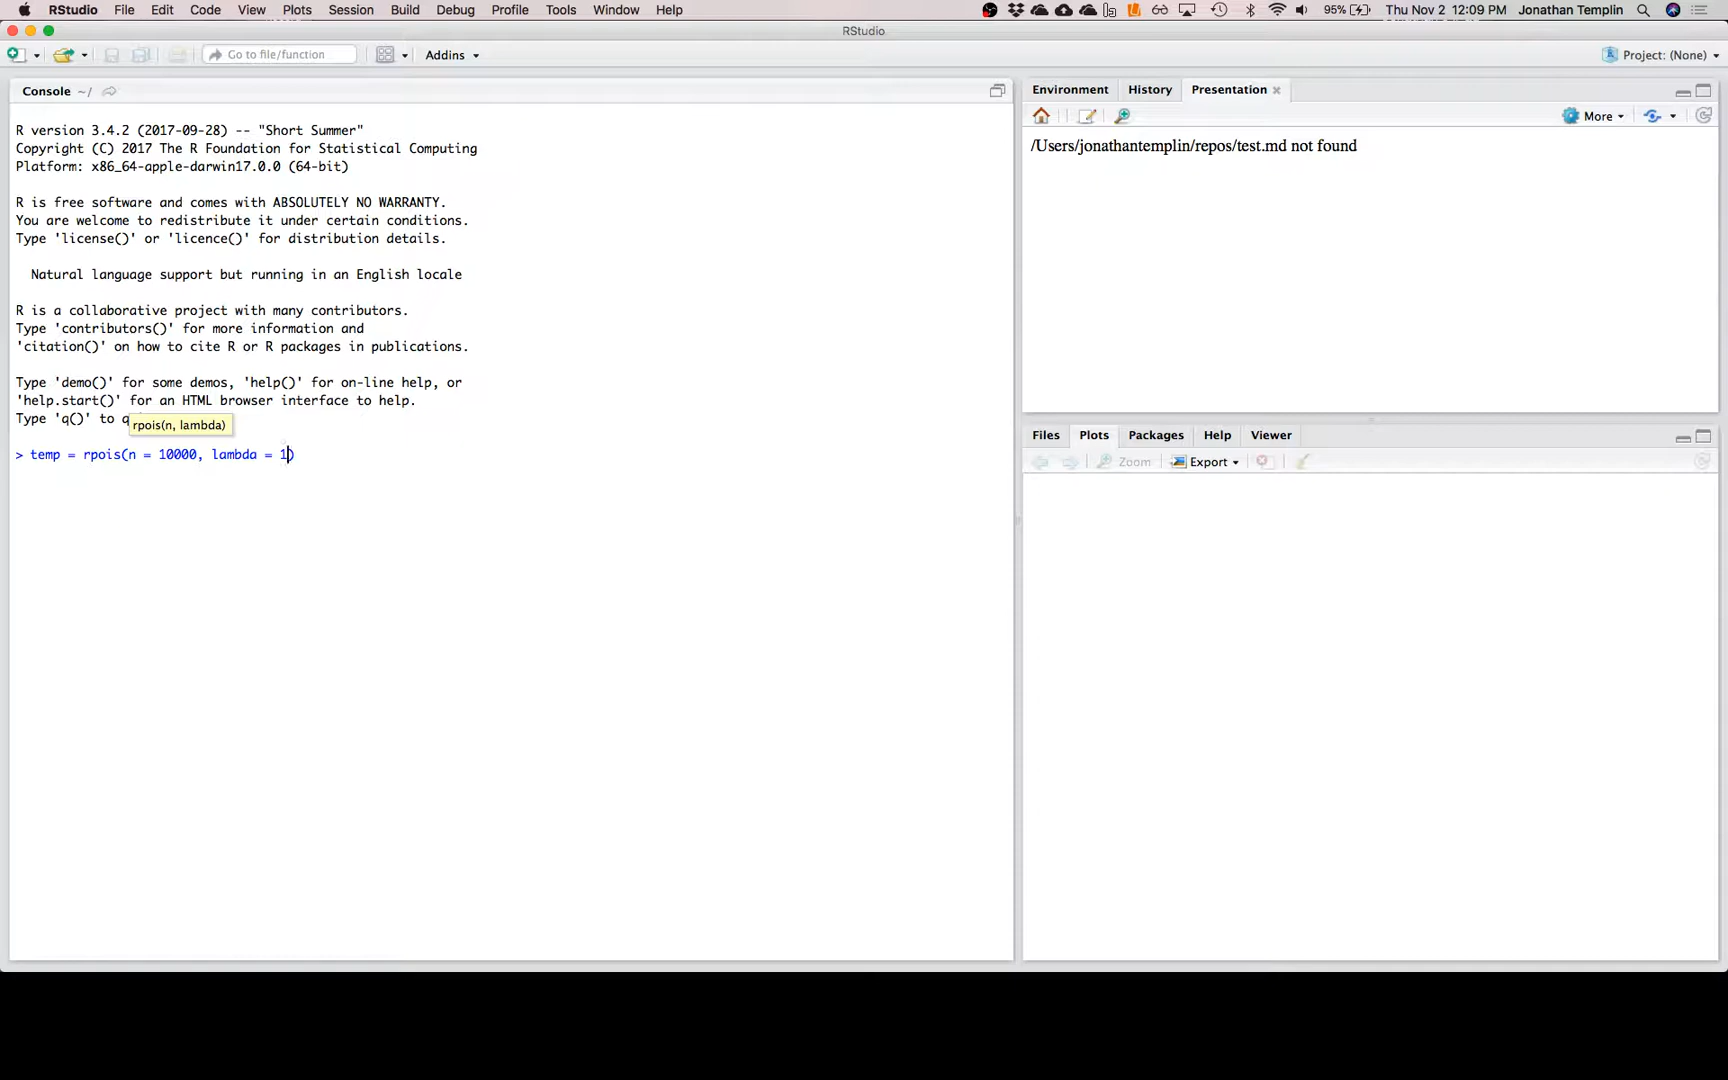 RStudio File Edit Code View Plots Session Build Debug Profile Tools Window Help 95% Thu Nov 2 12:09 PM Jonathan Templin
RStudio
Go to file/function Addins Project: (None)
Console ~/
R version 3.4.2 (2017-09-28) -- "Short Summer"
Copyright (C) 2017 The R Foundation for Statistical Computing
Platform: x86_64-apple-darwin17.0.0 (64-bit)
R is free software and comes with ABSOLUTELY NO WARRANTY.
You are welcome to redistribute it under certain conditions.
Type 'license()' or 'licence()' for distribution details.
Natural language support but running in an English locale
R is a collaborative project with many contributors.
Type 'contributors()' for more information and
'citation()' on how to cite R or R packages in publications.
Type 'demo()' for some demos, 'help()' for on-line help, or
'help.start()' for an HTML browser interface to help.
Type 'q()' to q
rpois(n, lambda)
> temp = rpois(n = 10000, lambda = 1)
Environment History Presentation
More
/Users/jonathantemplin/repos/test.md not found
Files Plots Packages Help Viewer
Zoom Export